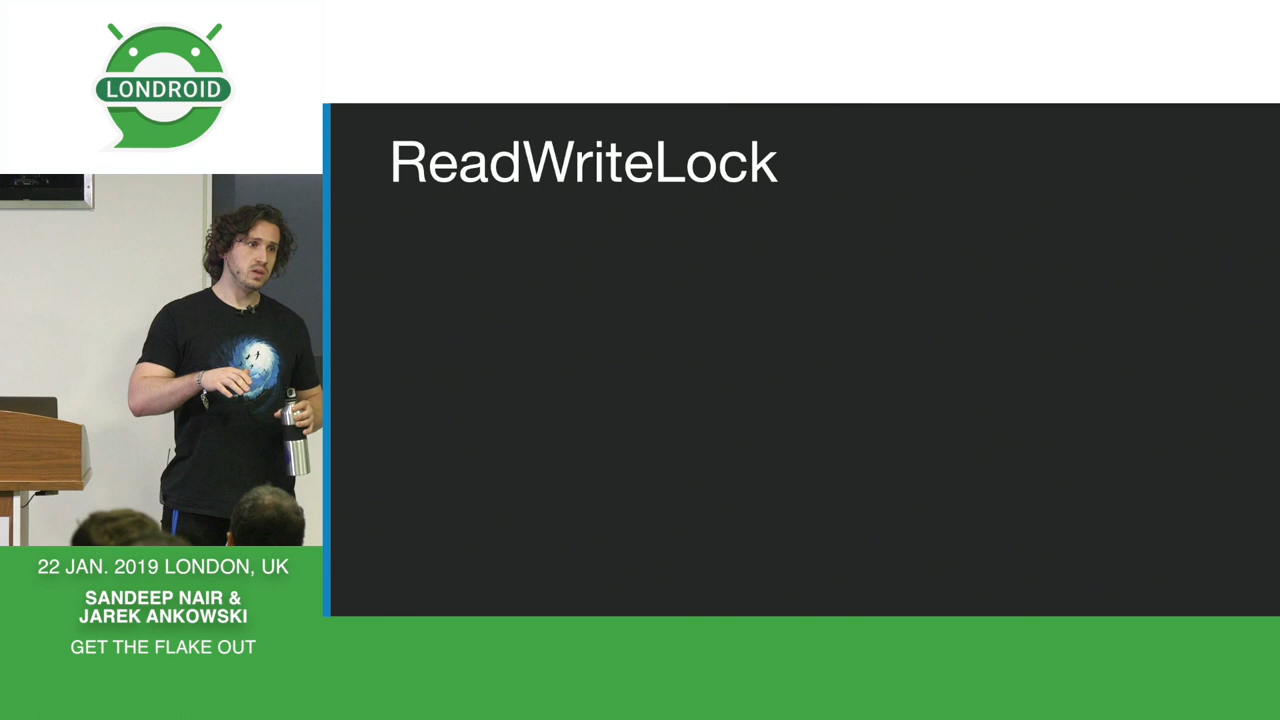 LONDROID
ReadWriteLock
22 JAN. 2019 LONDON, UK
SANDEEP NAIR &
JAREK ANKOWSKI
GET THE FLAKE OUT